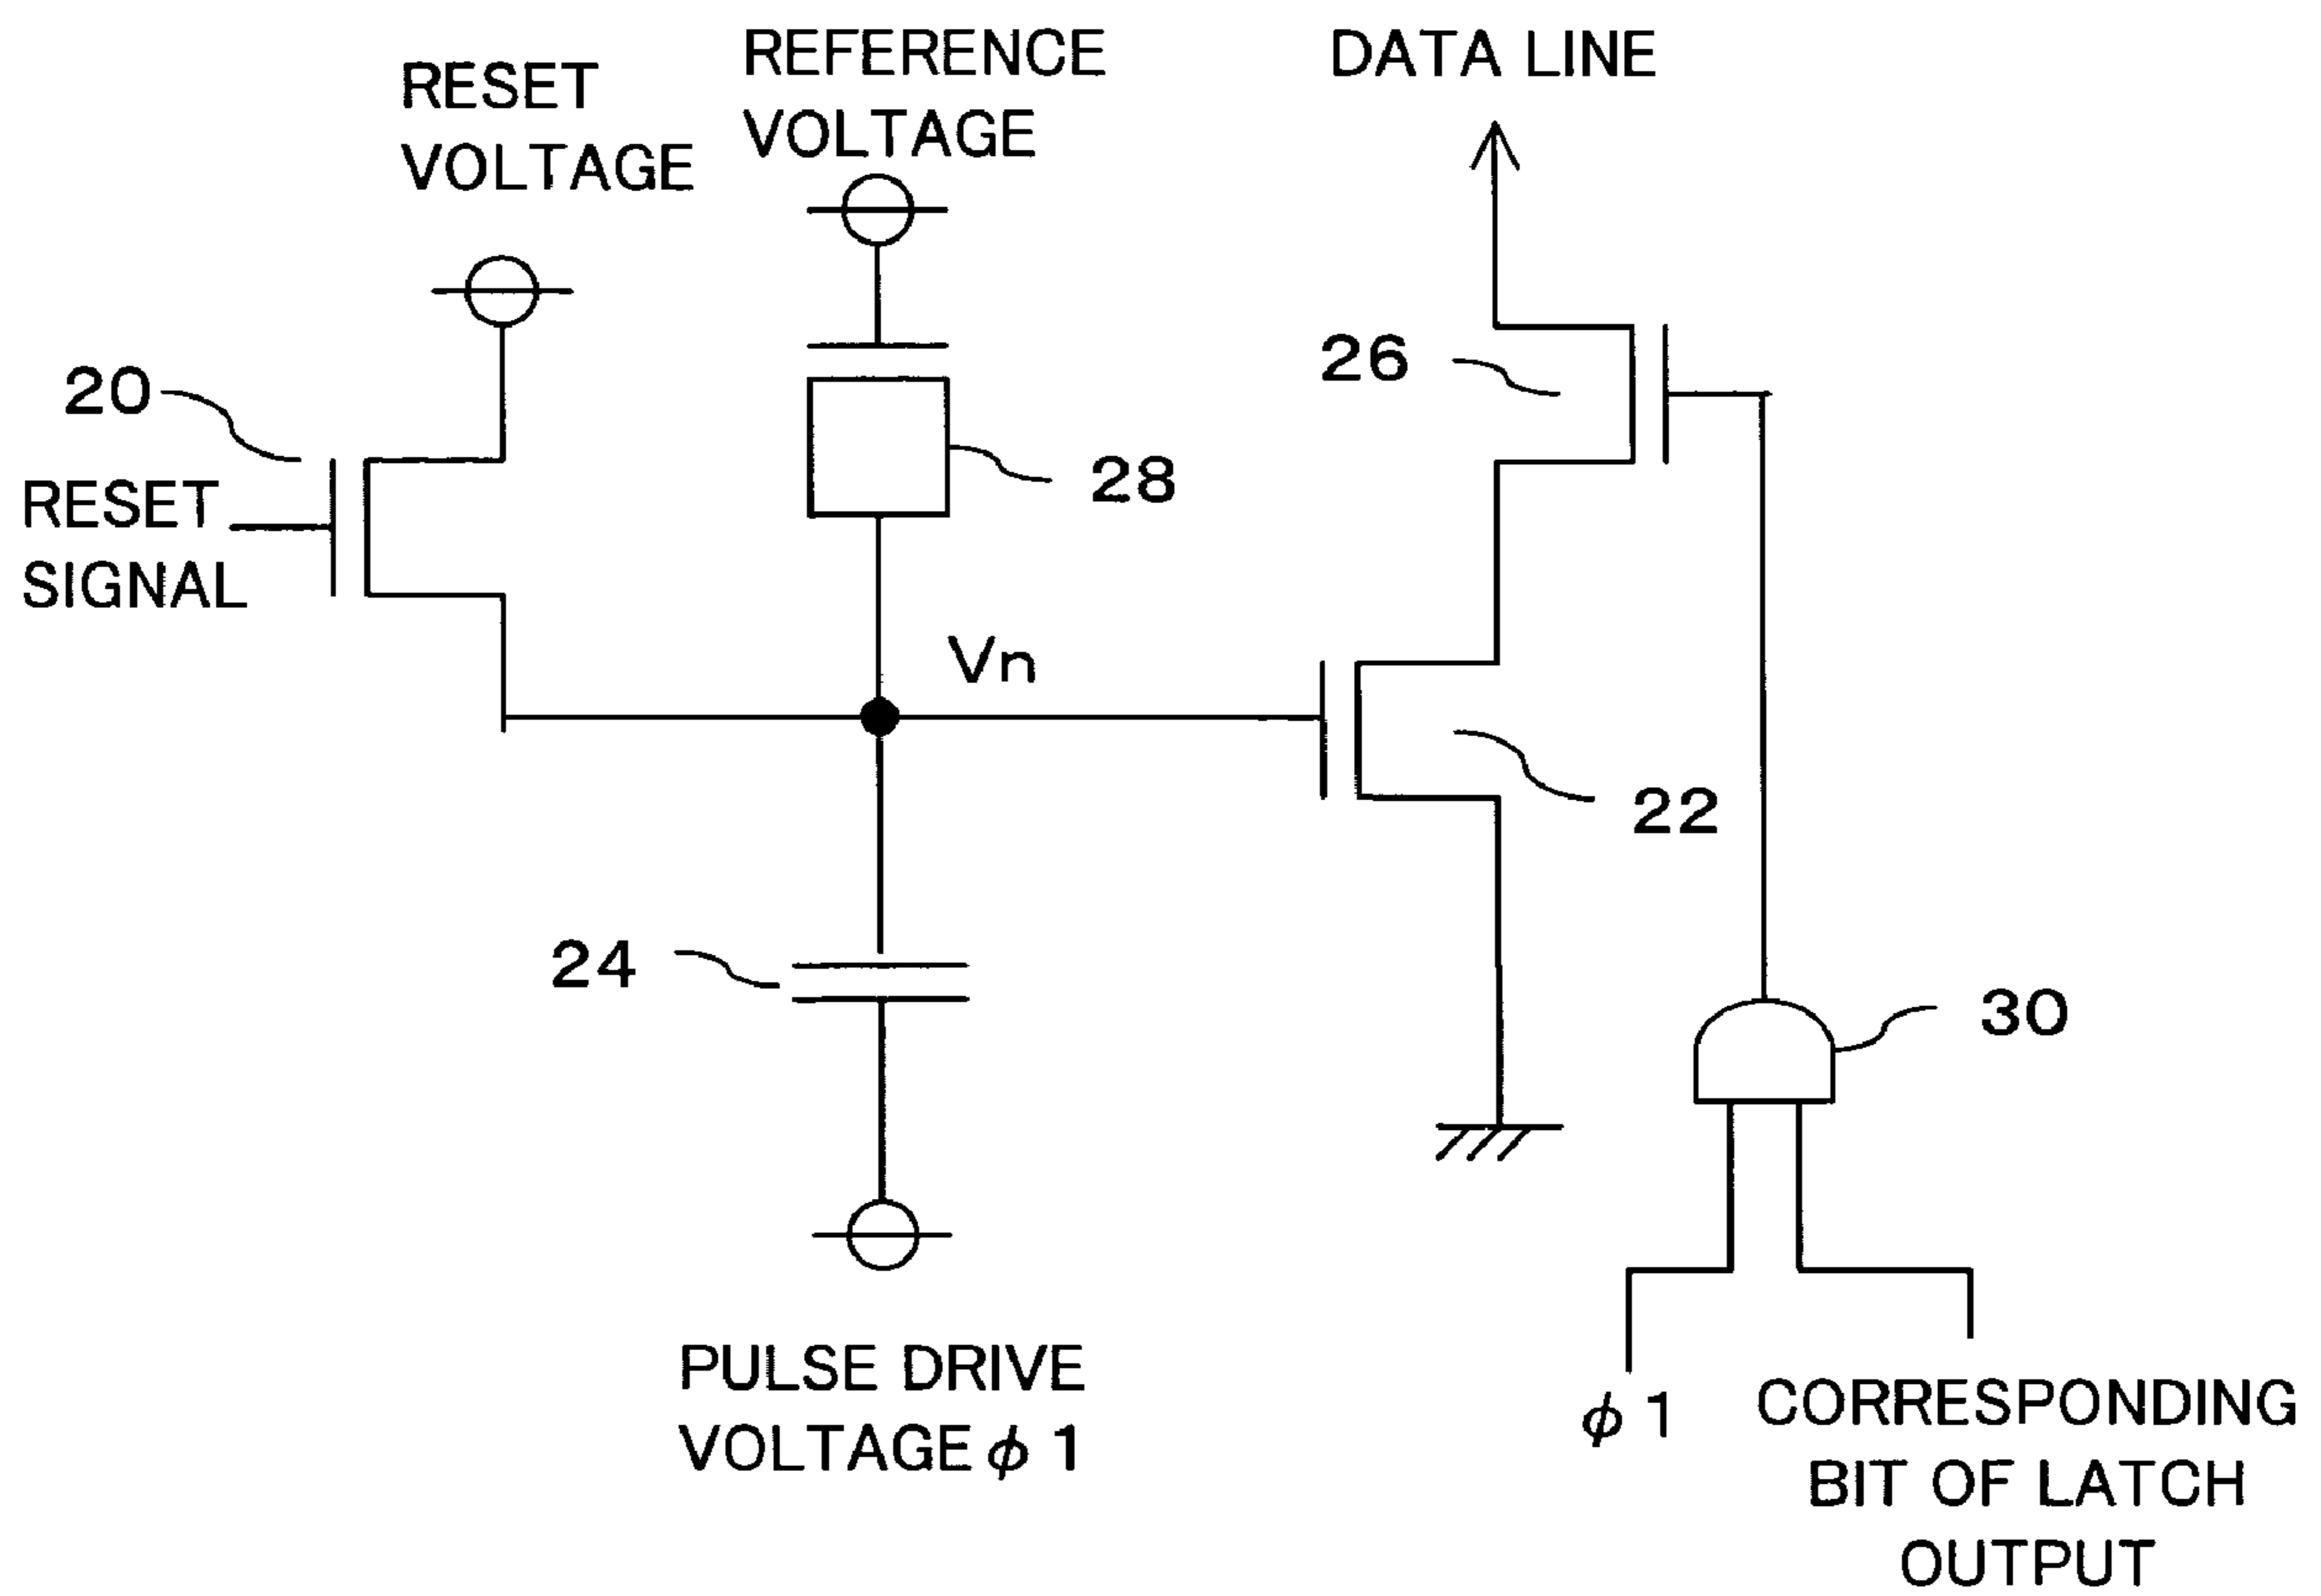 RESET
VOLTAGE
REFERENCE
VOLTAGE
DATA LINE
20
RESET
SIGNAL
28
26
Vn
22
24
30
PULSE DRIVE
VOLTAGE ϕ 1
ϕ 1
CORRESPONDING
BIT OF LATCH
OUTPUT